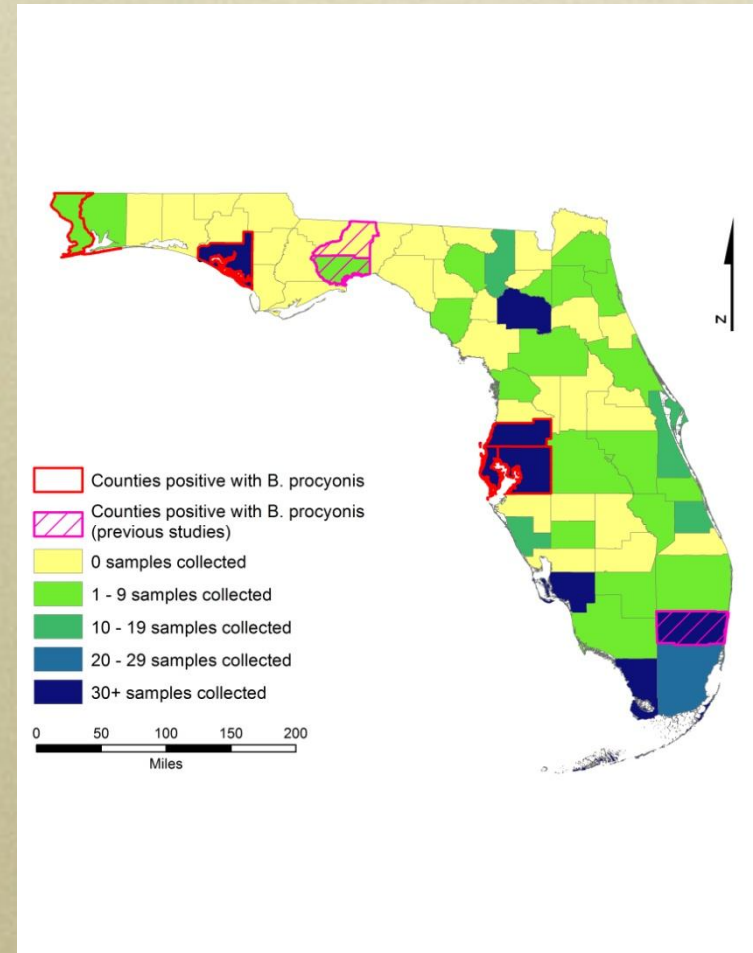 N
Counties positive with B. procyonis
Counties positive with B. procyonis
(previous studies)
0 samples collected
1 - 9 samples collected
10 - 19 samples collected
20 - 29 samples collected
30+ samples collected
0 50 100 150 200
Miles